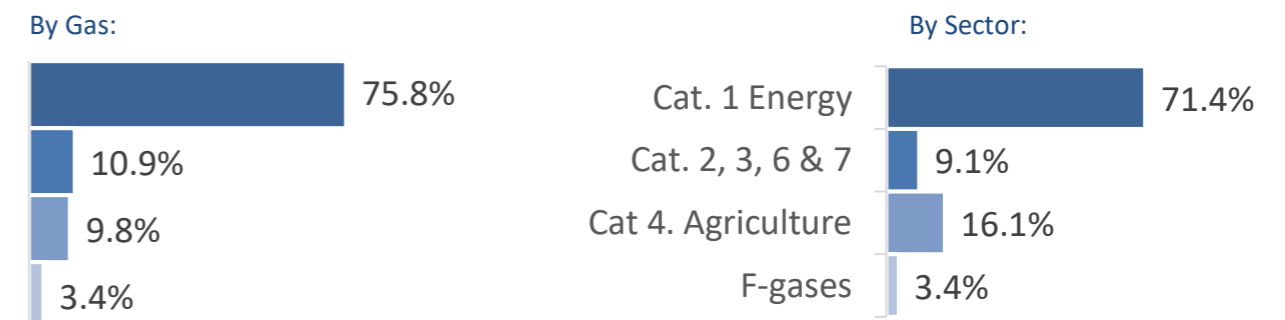 By Gas:
75.8%
10.9%
9.8%
3.4%
By Sector:
Cat. 1 Energy 71.4%
Cat. 2, 3, 6 & 7 9.1%
Cat 4. Agriculture 16.1%
F-gases 3.4%